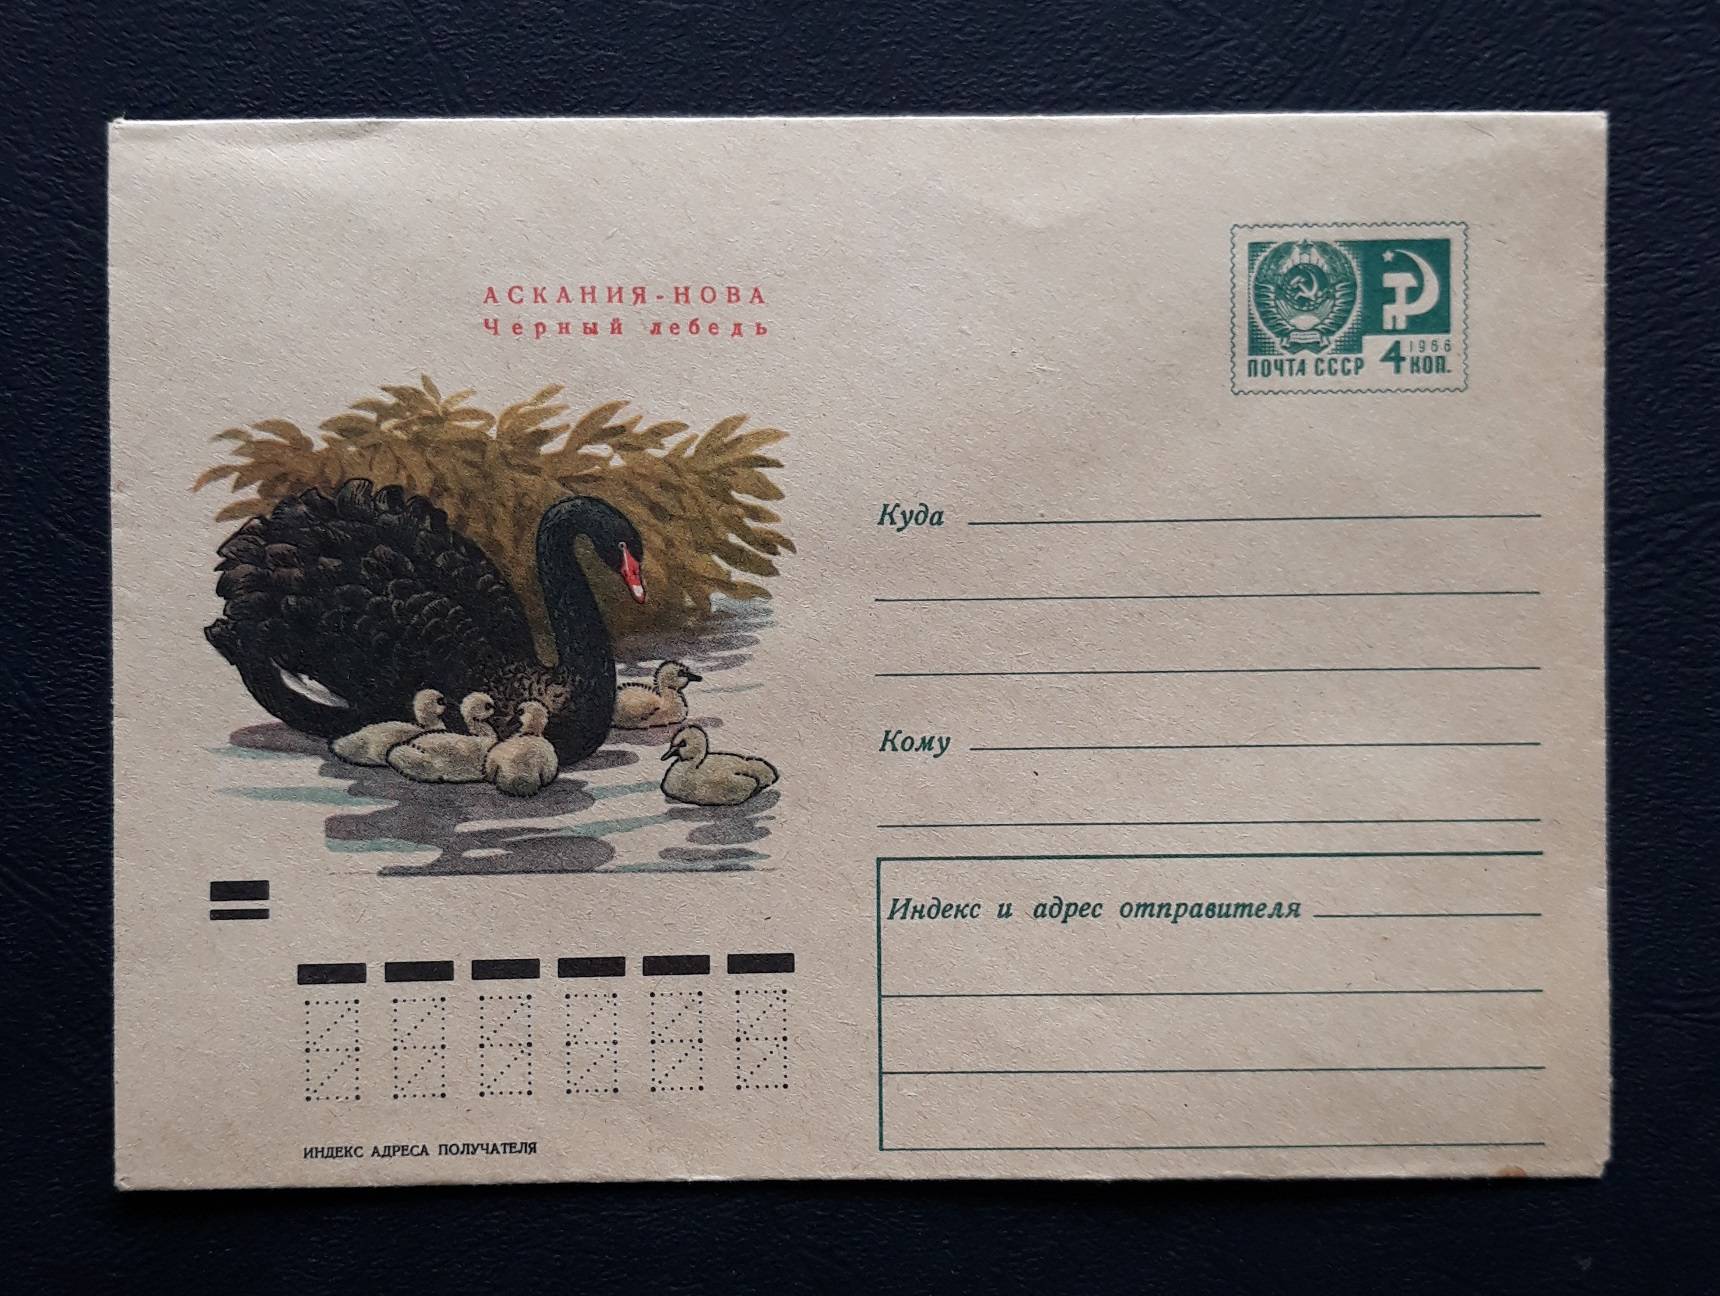 АСКАНИЯ-НОВА
Черный лебедь
1966
ПОЧТА СССР 4 КОП.
Куда
Кому
Индекс и адрес отправителя
ИНДЕКС АДРЕСА ПОЛУЧАТЕЛЯ